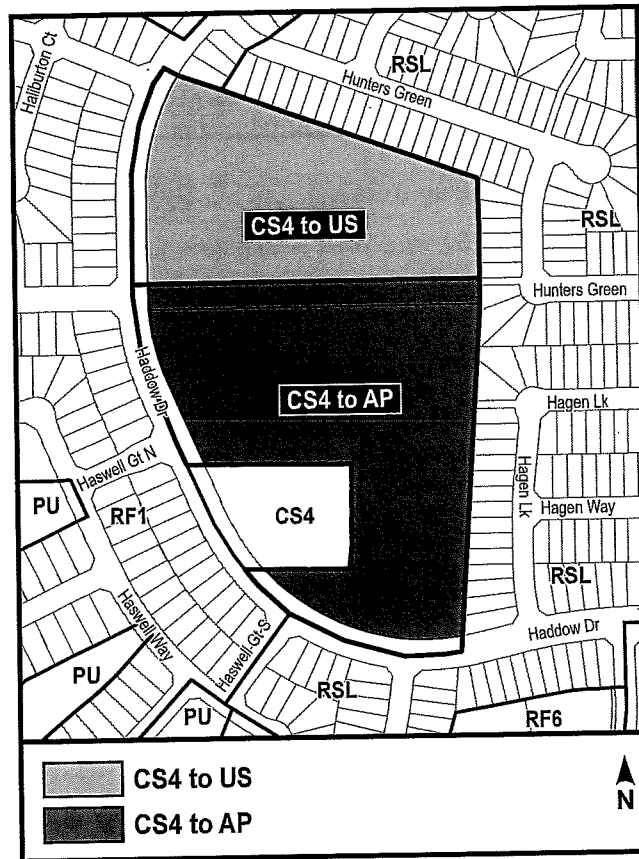 Haliburton Ct
RSL
Hunters Green
CS4 to US
RSL
Hunters Green
Haddow Dr
CS4 to AP
Hagen Lk
Haswell Gt N
Hagen Lk
PU
RF1
CS4
Hagen Way
Haswell Way
RSL
Haswell-Gt-S
Haddow Dr
PU
RSL
PU
RF6
CS4 to US
CS4 to AP
N